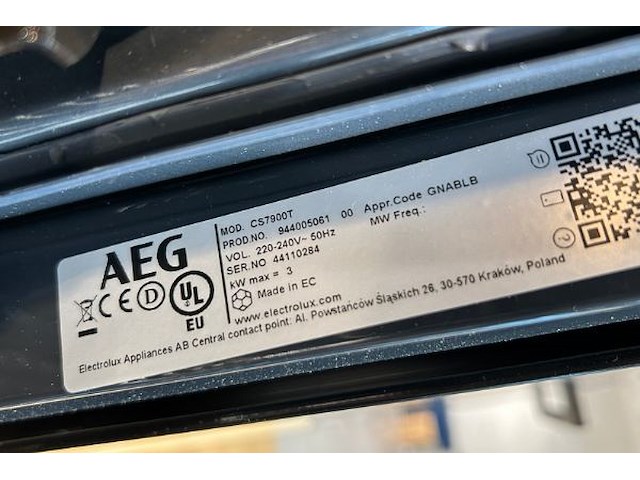 AEG
CE D UL
EU
MOD. CS7900T
PROD.NO. 944005061 00 Appr.Code GNABLB
VOL. 220-240V~ 50Hz MW Freq.:
SER.NO 44110284
kW max = 3
Made in EC
www.electrolux.com
Electrolux Appliances AB Central contact point: Al. Powstańców Śląskich 26, 30-570 Kraków, Poland